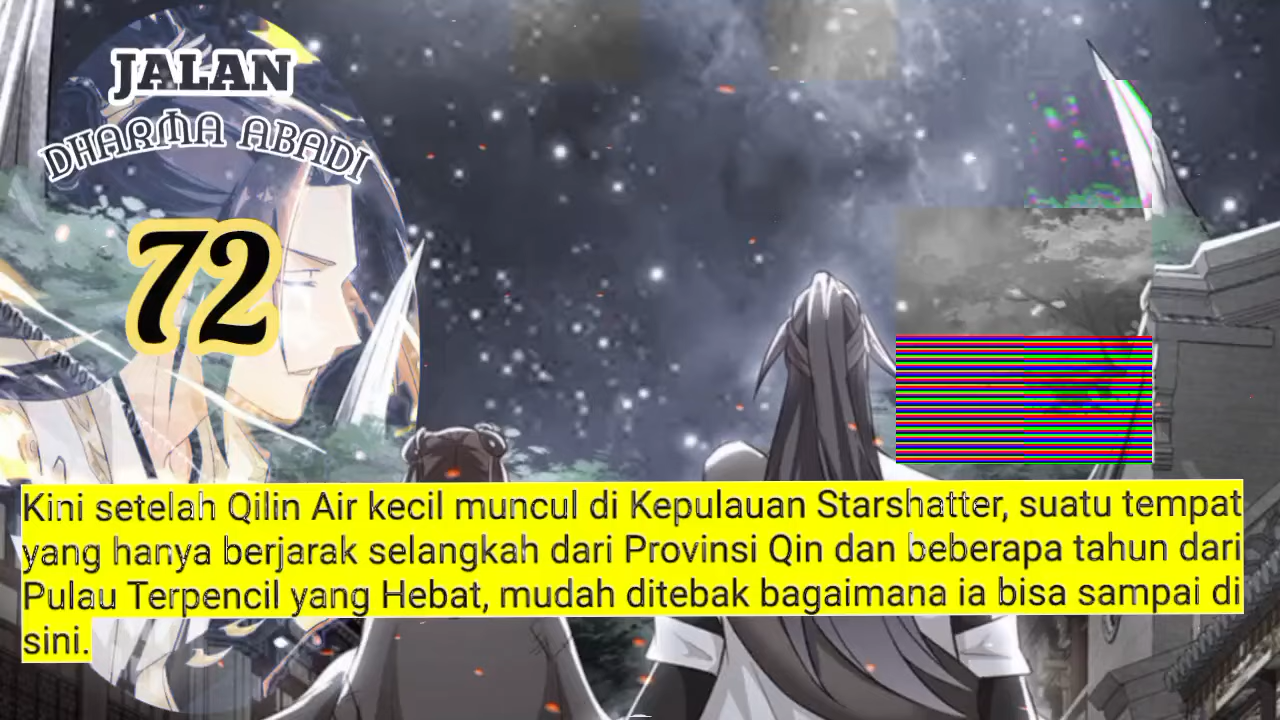 JALAN
DHARMA ABADI
72
Kini setelah Qilin Air kecil muncul di Kepulauan Starshatter, suatu tempat
yang hanya berjarak selangkah dari Provinsi Qin dan beberapa tahun dari
Pulau Terpencil yang Hebat, mudah ditebak bagaimana ia bisa sampai di
sini.